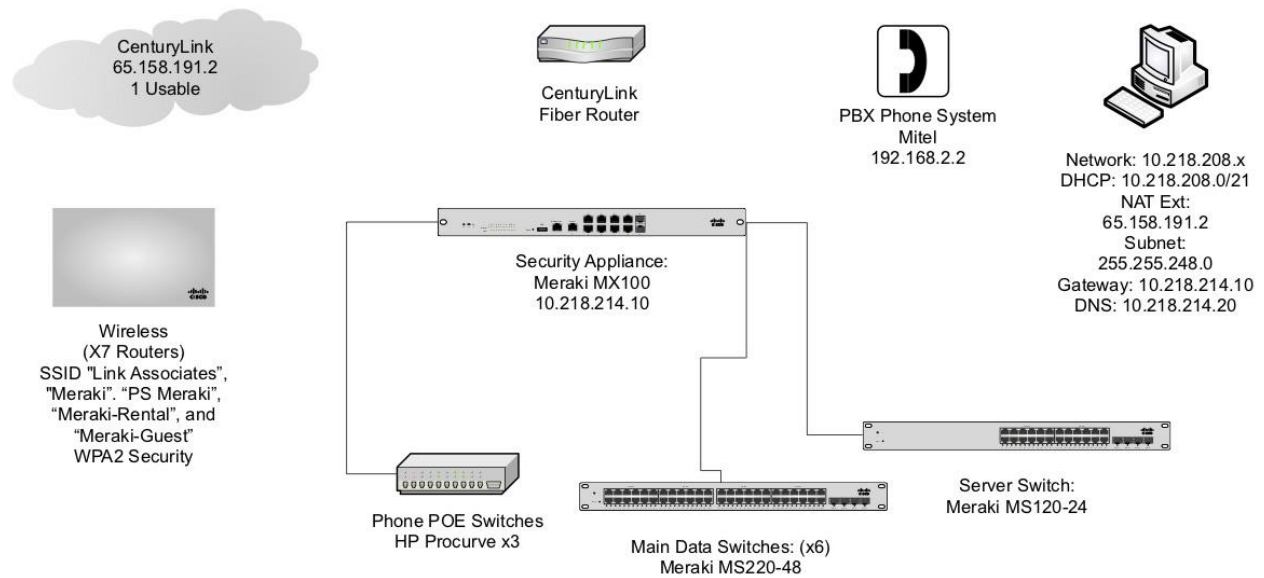 CenturyLink
65.158.191.2
1 Usable
CenturyLink
Fiber Router
PBX Phone System
Mitel
192.168.2.2
Network: 10.218.208.x
DHCP: 10.218.208.0/21
NAT Ext:
65.158.191.2
Subnet:
255.255.248.0
Gateway: 10.218.214.10
DNS: 10.218.214.20
Security Appliance:
Meraki MX100
10.218.214.10
Wireless
(X7 Routers)
SSID "Link Associates”,
"Meraki”. “PS Meraki”,
“Meraki-Rental”, and
“Meraki-Guest”
WPA2 Security
Phone POE Switches
HP Procurve x3
Main Data Switches: (x6)
Meraki MS220-48
Server Switch:
Meraki MS120-24